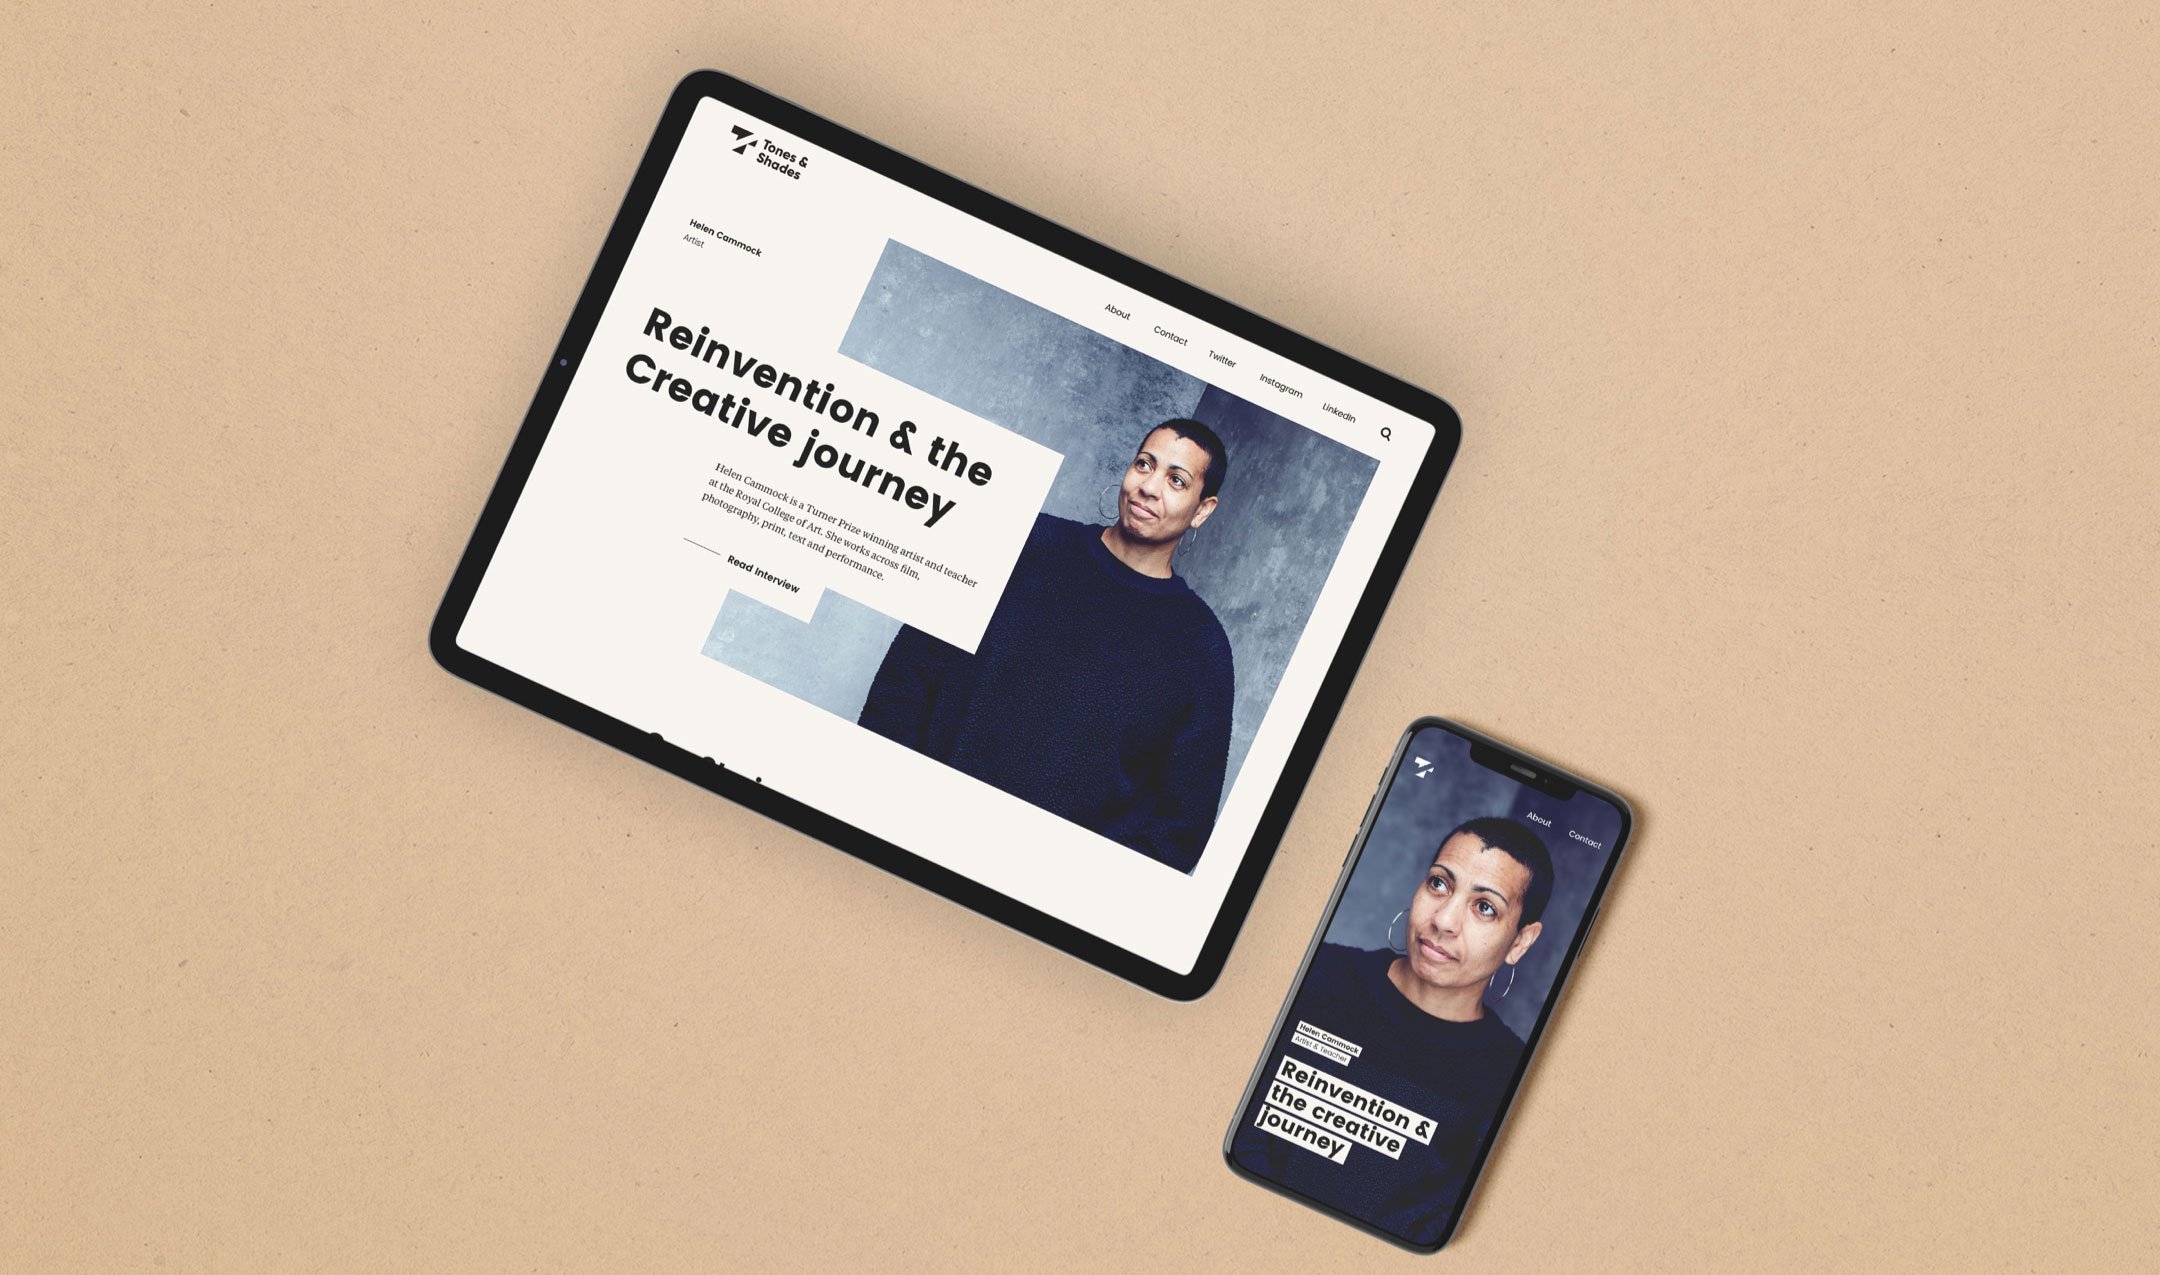 Tones &
Shades
About
Contact
Twitter
Instagram
LinkedIn
Helen Cammock
Artist
Reinvention & the
Creative journey
Helen Cammock is a Turner Prize winning artist and teacher
at the Royal College of Art. She works across film,
photography, print, text and performance.
Read Interview
About
Contact
Helen Cammock
Artist & Teacher
Reinvention &
the creative
journey